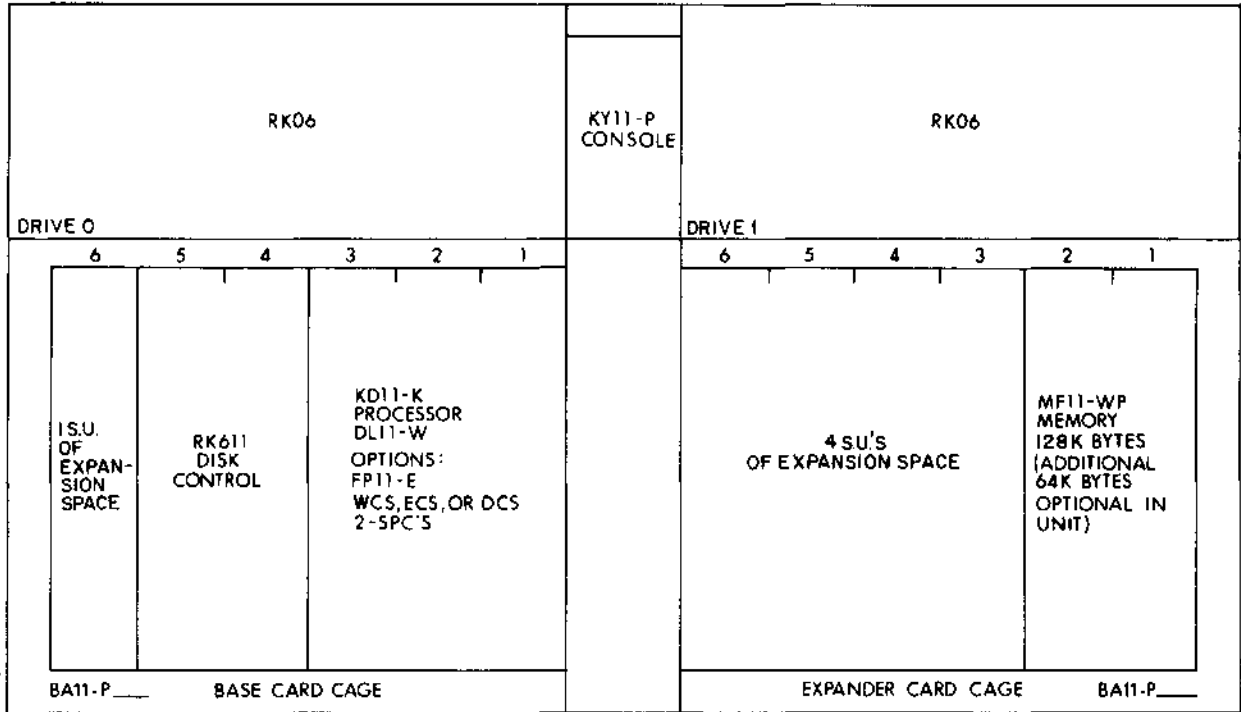 RK06
DRIVE 0
KY11-P
CONSOLE
RK06
DRIVE 1
6 5 4 3 2 1
6 5 4 3 2 1
1 S.U.
OF
EXPAN-
SION
SPACE
RK611
DISK
CONTROL
KD11-K
PROCESSOR
DL11-W
OPTIONS:
FP11-E
WCS, ECS, OR DCS
2-SPC'S
4 S.U.'S
OF EXPANSION SPACE
MF11-WP
MEMORY
128K BYTES
(ADDITIONAL
64K BYTES
OPTIONAL IN
UNIT)
BA11-P___ BASE CARD CAGE
EXPANDER CARD CAGE BA11-P___